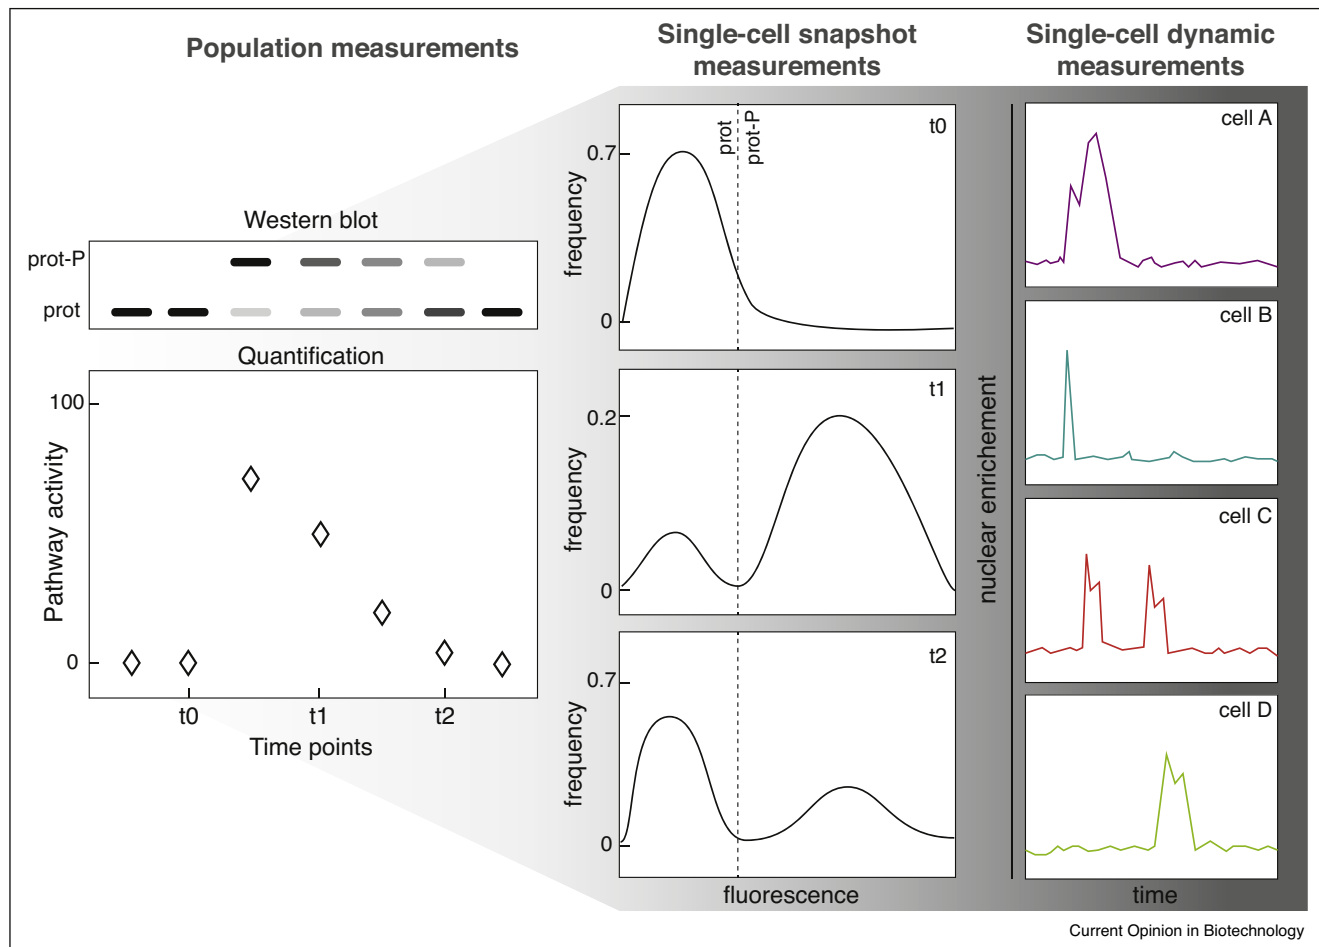 Population measurements
Single-cell snapshot
measurements
Single-cell dynamic
measurements
Western blot
prot-P
prot
Quantification
100
0
Pathway activity
t0
t1
t2
Time points
prot
prot-P
t0
0.7
0
frequency
t1
0.2
0
frequency
t2
0.7
0
frequency
fluorescence
nuclear enrichement
cell A
cell B
cell C
cell D
time
Current Opinion in Biotechnology